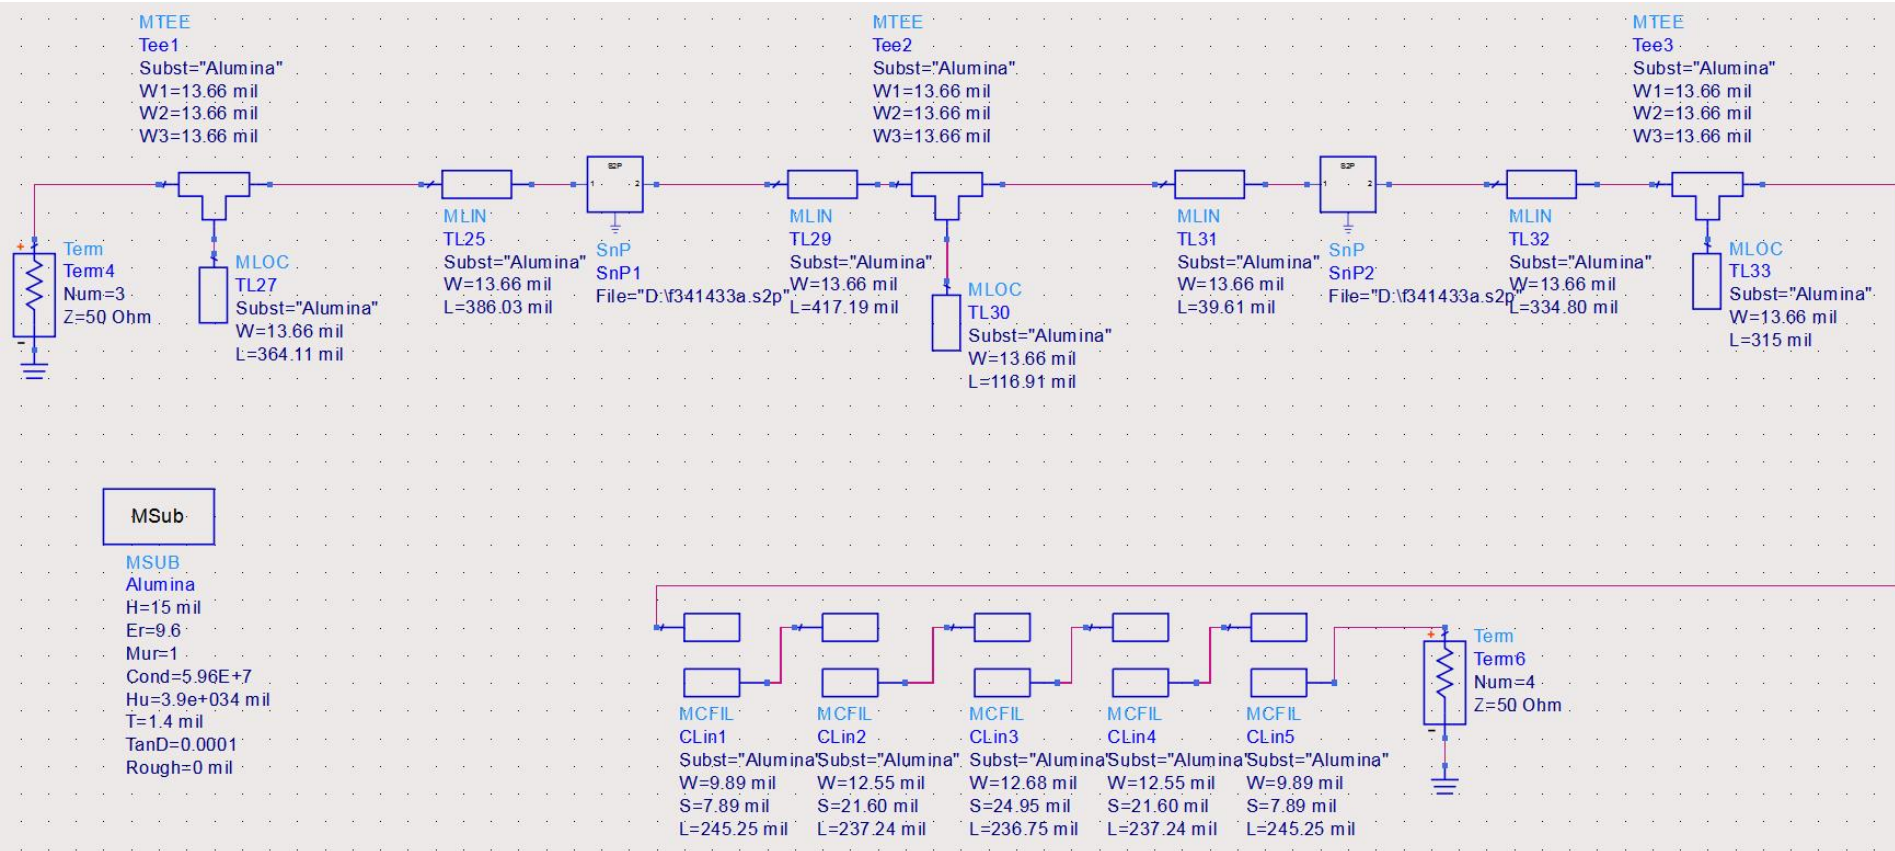 MTEE
Tee1
Subst="Alumina"
W1=13.66 mil
W2=13.66 mil
W3=13.66 mil
MTEE
Tee2
Subst="Alumina"
W1=13.66 mil
W2=13.66 mil
W3=13.66 mil
MTEE
Tee3
Subst="Alumina"
W1=13.66 mil
W2=13.66 mil
W3=13.66 mil
Term
Term4
Num=3
Z=50 Ohm
MLOC
TL27
Subst="Alumina"
W=13.66 mil
L=364.11 mil
MLIN
TL25
Subst="Alumina"
W=13.66 mil
L=386.03 mil
S2P
1
2
SnP
SnP1
File="D:\f341433a.s2p"
MLIN
TL29
Subst="Alumina"
W=13.66 mil
L=417.19 mil
MLOC
TL30
Subst="Alumina"
W=13.66 mil
L=116.91 mil
MLIN
TL31
Subst="Alumina"
W=13.66 mil
L=39.61 mil
S2P
1
2
SnP
SnP2
File="D:\f341433a.s2p"
MLIN
TL32
Subst="Alumina"
W=13.66 mil
L=334.80 mil
MLOC
TL33
Subst="Alumina"
W=13.66 mil
L=315 mil
MSub
MSUB
Alumina
H=15 mil
Er=9.6
Mur=1
Cond=5.96E+7
Hu=3.9e+034 mil
T=1.4 mil
TanD=0.0001
Rough=0 mil
MCFIL
CLin1
Subst="Alumina"
W=9.89 mil
S=7.89 mil
L=245.25 mil
MCFIL
CLin2
Subst="Alumina"
W=12.55 mil
S=21.60 mil
L=237.24 mil
MCFIL
CLin3
Subst="Alumina"
W=12.68 mil
S=24.95 mil
L=236.75 mil
MCFIL
CLin4
Subst="Alumina"
W=12.55 mil
S=21.60 mil
L=237.24 mil
MCFIL
CLin5
Subst="Alumina"
W=9.89 mil
S=7.89 mil
L=245.25 mil
Term
Term6
Num=4
Z=50 Ohm